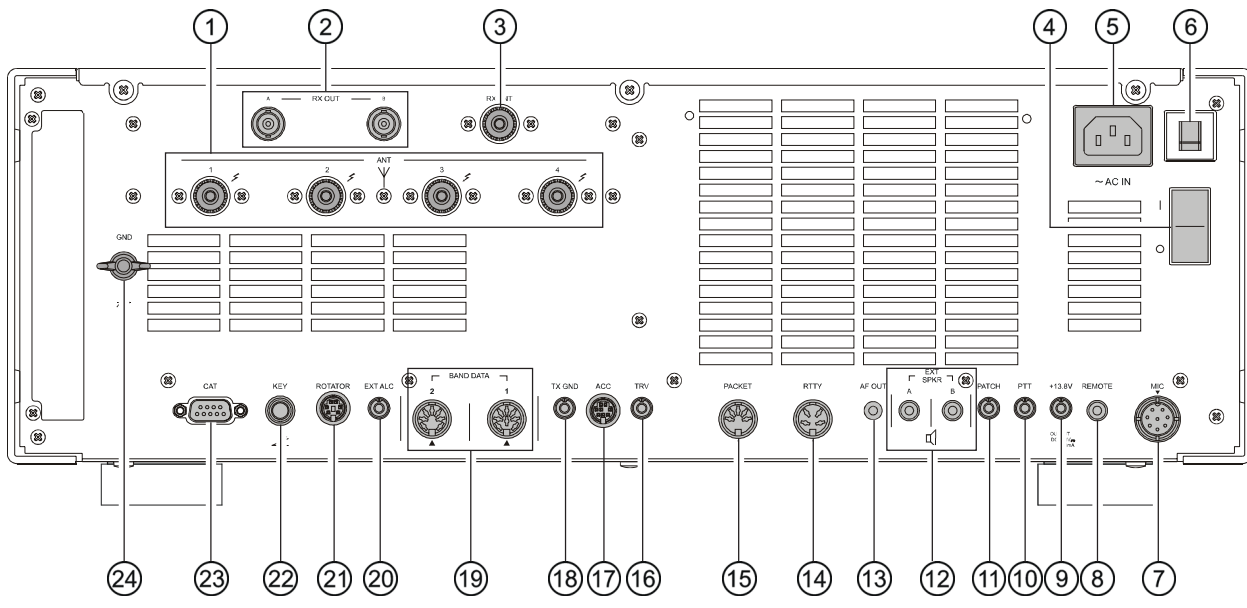 1 2 3 4 5 6
A RX OUT B
ANT
1 2 3 4
~ AC IN
I
GND
CAT
KEY
ROTATOR
EXT ALC
BAND DATA
2 1
TX GND
ACC
TRV
PACKET
RTTY
AF OUT
EXT
SPKR
A B
PATCH
PTT
+13.8V
REMOTE
MIC
24 23 22 21 20 19 18 17 16 15 14 13 12 11 10 9 8 7